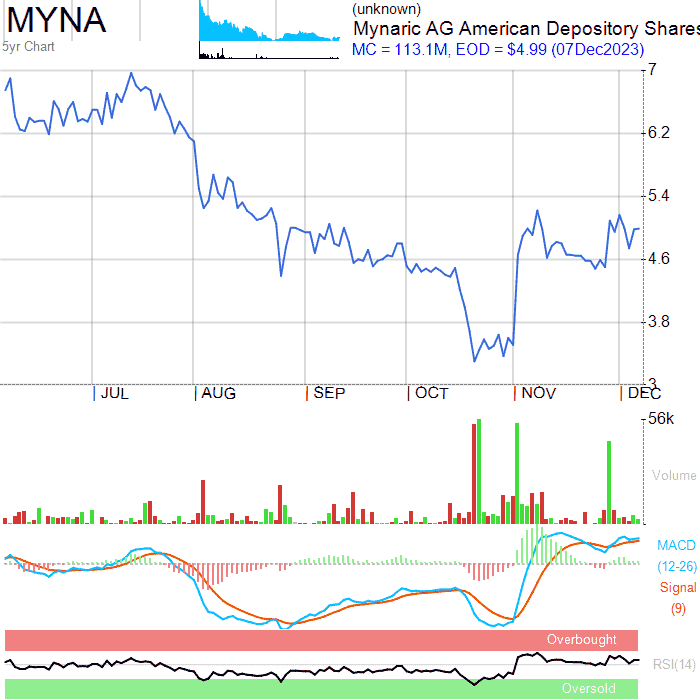 MYNA
5yr Chart
(unknown)
Mynaric AG American Depository Shares
MC = 113.1M, EOD = $4.99 (07Dec2023)
7
6.2
5.4
4.6
3.8
3
JUL AUG SEP OCT NOV DEC
56k
Volume
MACD
(12-26)
Signal
(9)
Overbought
RSI(14)
Oversold